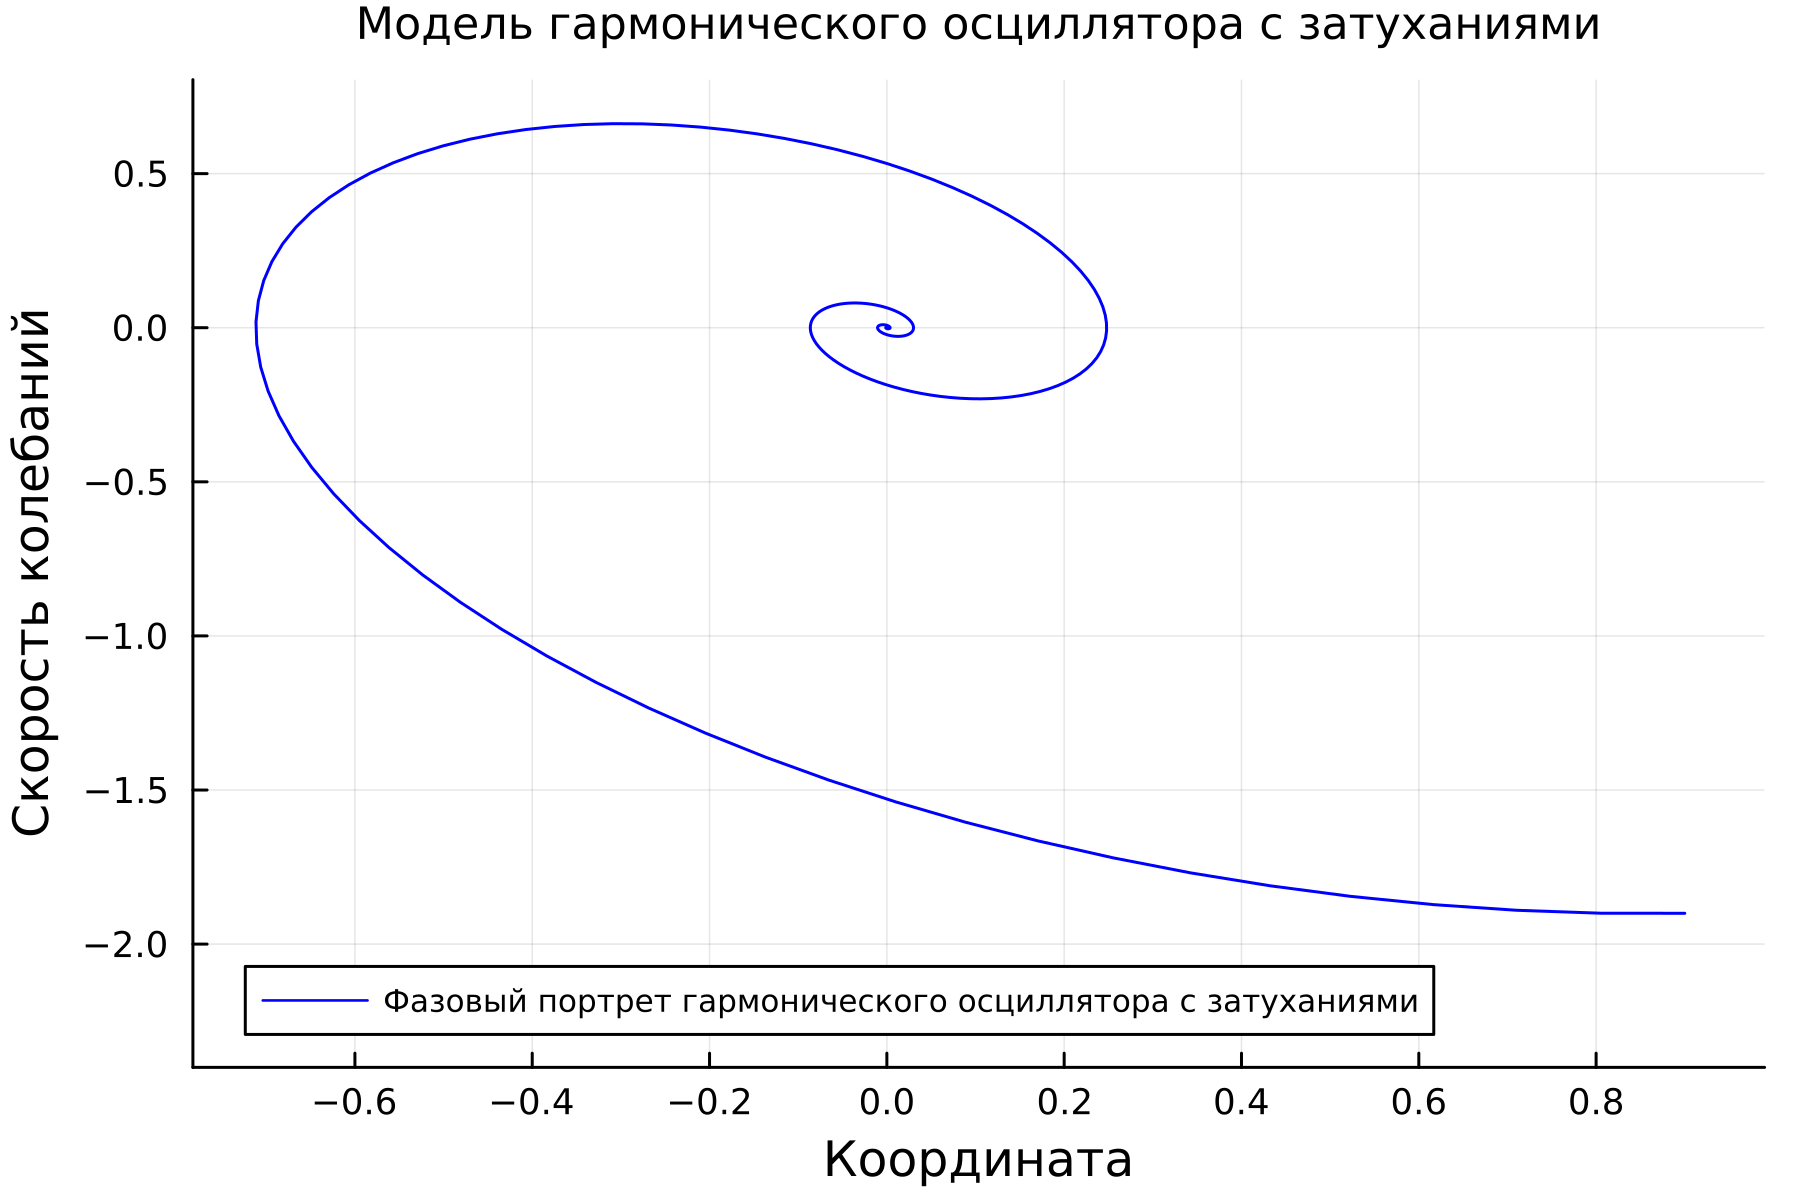 Модель гармонического осциллятора с затуханиями
Скорость колебаний
0.5
0.0
−0.5
−1.0
−1.5
−2.0
Фазовый портрет гармонического осциллятора с затуханиями
−0.6 −0.4 −0.2 0.0 0.2 0.4 0.6 0.8
Координата